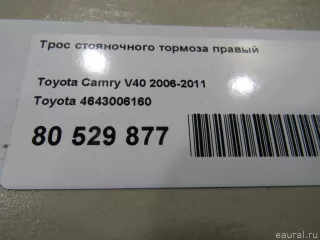 Трос стояночного тормоза правый
Toyota Camry V40 2006-2011
Toyota 4643006160
80 529 877
eaural.ru